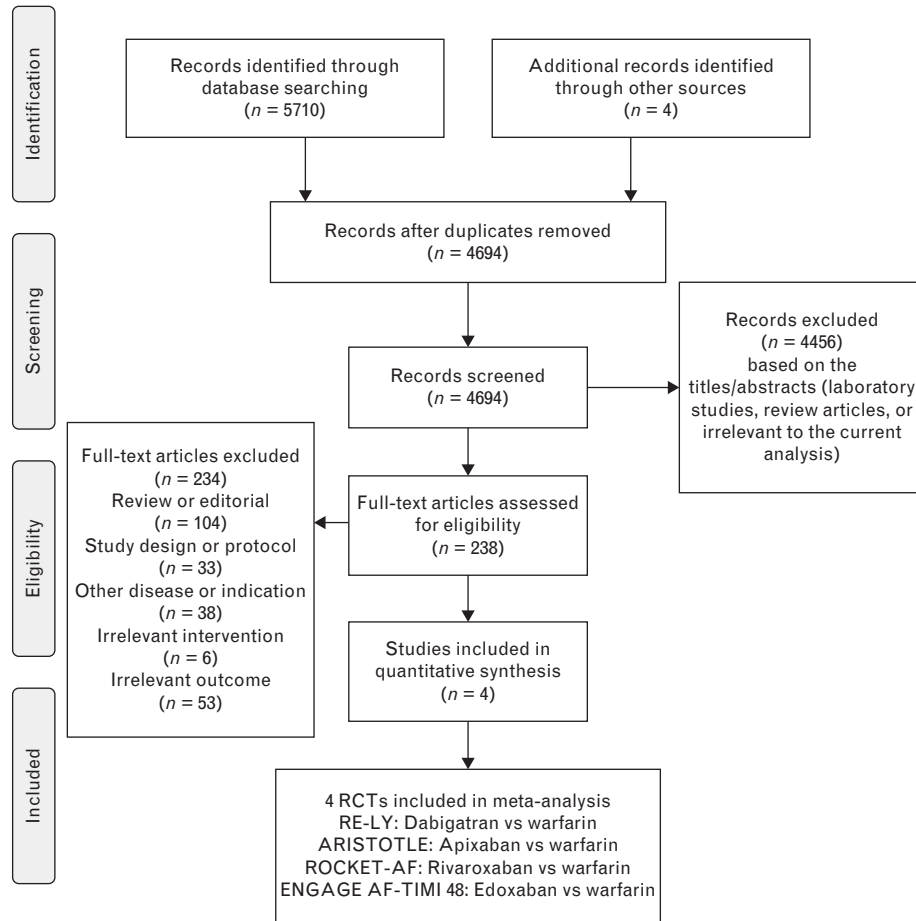 Identification
Records identified through
database searching
(n = 5710)
Additional records identified
through other sources
(n = 4)
Records after duplicates removed
(n = 4694)
Screening
Records screened
(n = 4694)
Records excluded
(n = 4456)
based on the
titles/abstracts (laboratory
studies, review articles, or
irrelevant to the current
analysis)
Eligibility
Full-text articles excluded
(n = 234)
Review or editorial
(n = 104)
Study design or protocol
(n = 33)
Other disease or indication
(n = 38)
Irrelevant intervention
(n = 6)
Irrelevant outcome
(n = 53)
Full-text articles assessed
for eligibility
(n = 238)
Studies included in
quantitative synthesis
(n = 4)
Included
4 RCTs included in meta-analysis
RE-LY: Dabigatran vs warfarin
ARISTOTLE: Apixaban vs warfarin
ROCKET-AF: Rivaroxaban vs warfarin
ENGAGE AF-TIMI 48: Edoxaban vs warfarin